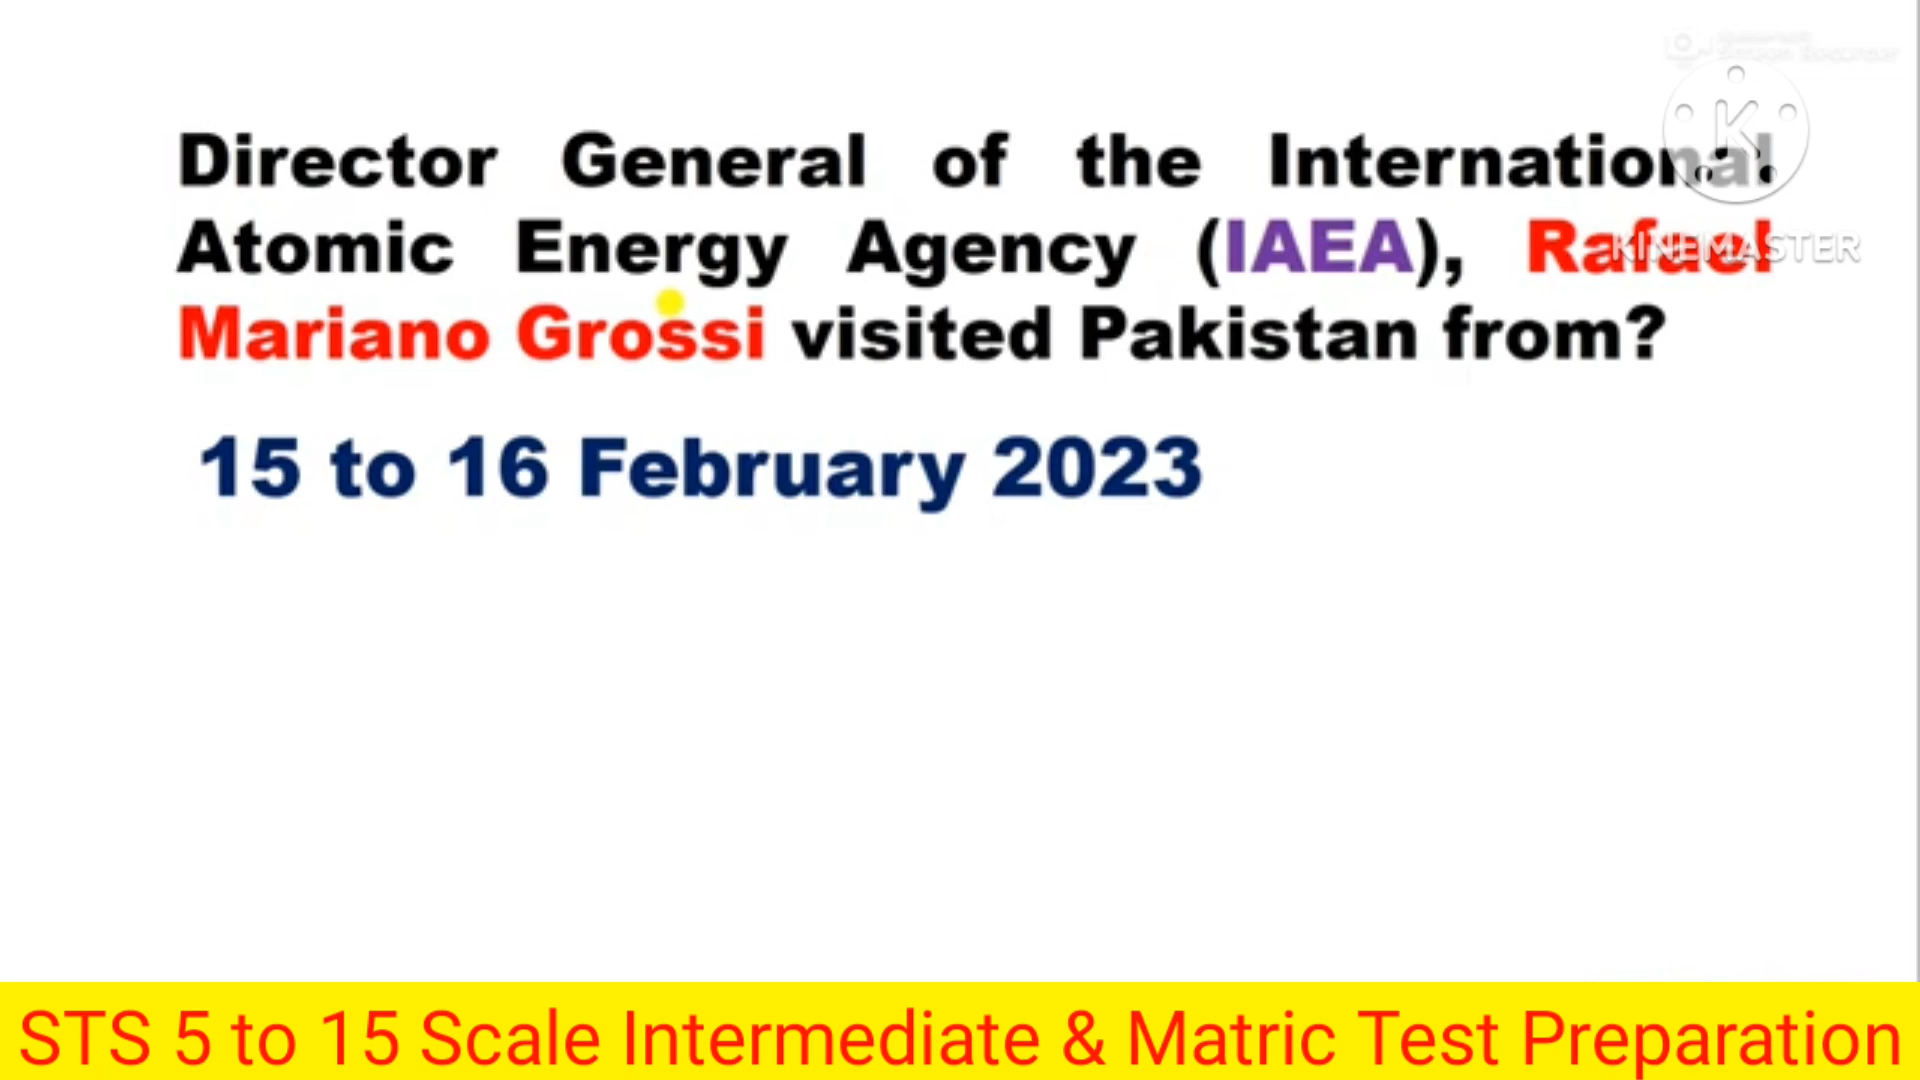 Director General of the International
Atomic Energy Agency (IAEA), Rafael
KINEMASTER
Mariano Grossi visited Pakistan from?
15 to 16 February 2023
STS 5 to 15 Scale Intermediate & Matric Test Preparation